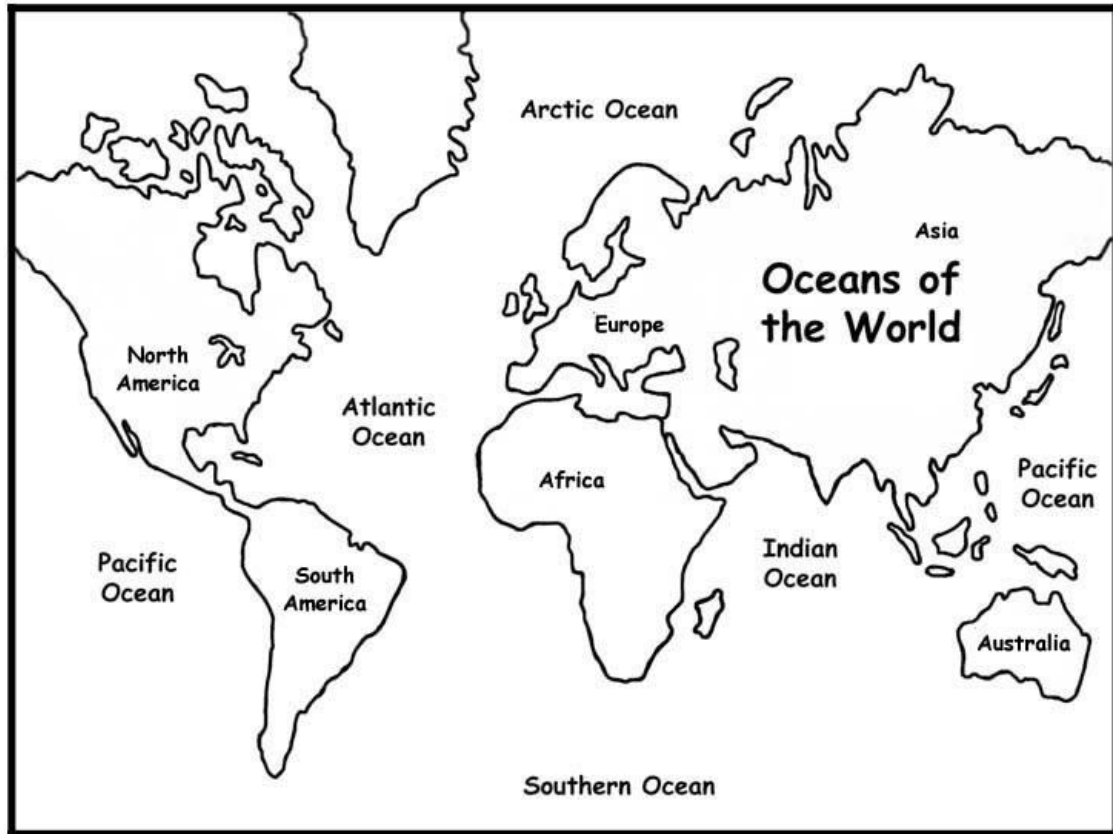 Arctic Ocean
Asia
Oceans of
the World
Europe
North
America
Atlantic
Ocean
Africa
Pacific
Ocean
Indian
Ocean
Pacific
Ocean
South
America
Australia
Southern Ocean